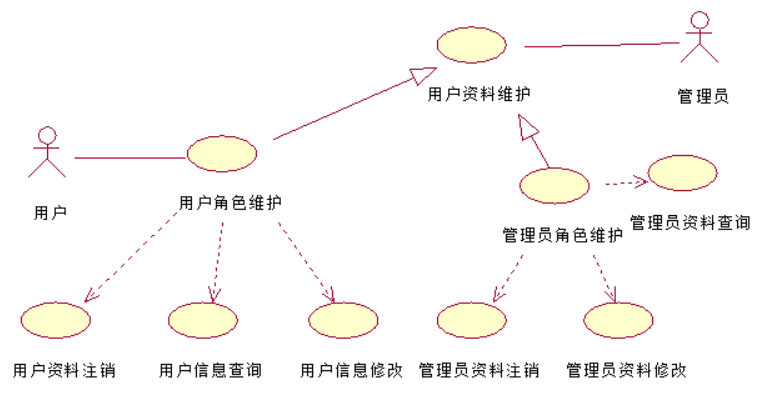 用户资料维护
管理员
用户
用户角色维护
管理员资料查询
管理员角色维护
用户资料注销
用户信息查询
用户信息修改
管理员资料注销
管理员资料修改